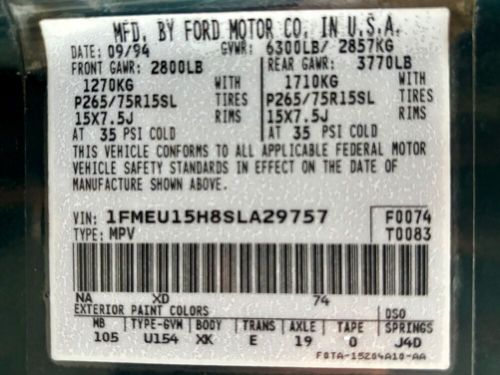 MFD. BY FORD MOTOR CO. IN U.S.A.
DATE: 09/94 GVWR: 6300LB/ 2857KG
FRONT GAWR: 2800LB REAR GAWR: 3770LB
1270KG WITH 1710KG WITH
P265/75R15SL TIRES P265/75R15SL TIRES
15X7.5J RIMS 15X7.5J RIMS
AT 35 PSI COLD AT 35 PSI COLD
THIS VEHICLE CONFORMS TO ALL APPLICABLE FEDERAL MOTOR
VEHICLE SAFETY STANDARDS IN EFFECT ON THE DATE OF
MANUFACTURE SHOWN ABOVE.
VIN: 1FMEU15H8SLA29757 F0074
TYPE: MPV T0083
NA XD 74
EXTERIOR PAINT COLORS DSO
MB TYPE-GVW BODY TRANS AXLE TAPE SPRINGS
105 U154 XK E 19 0 J4D
F0TA-15204A10-AA